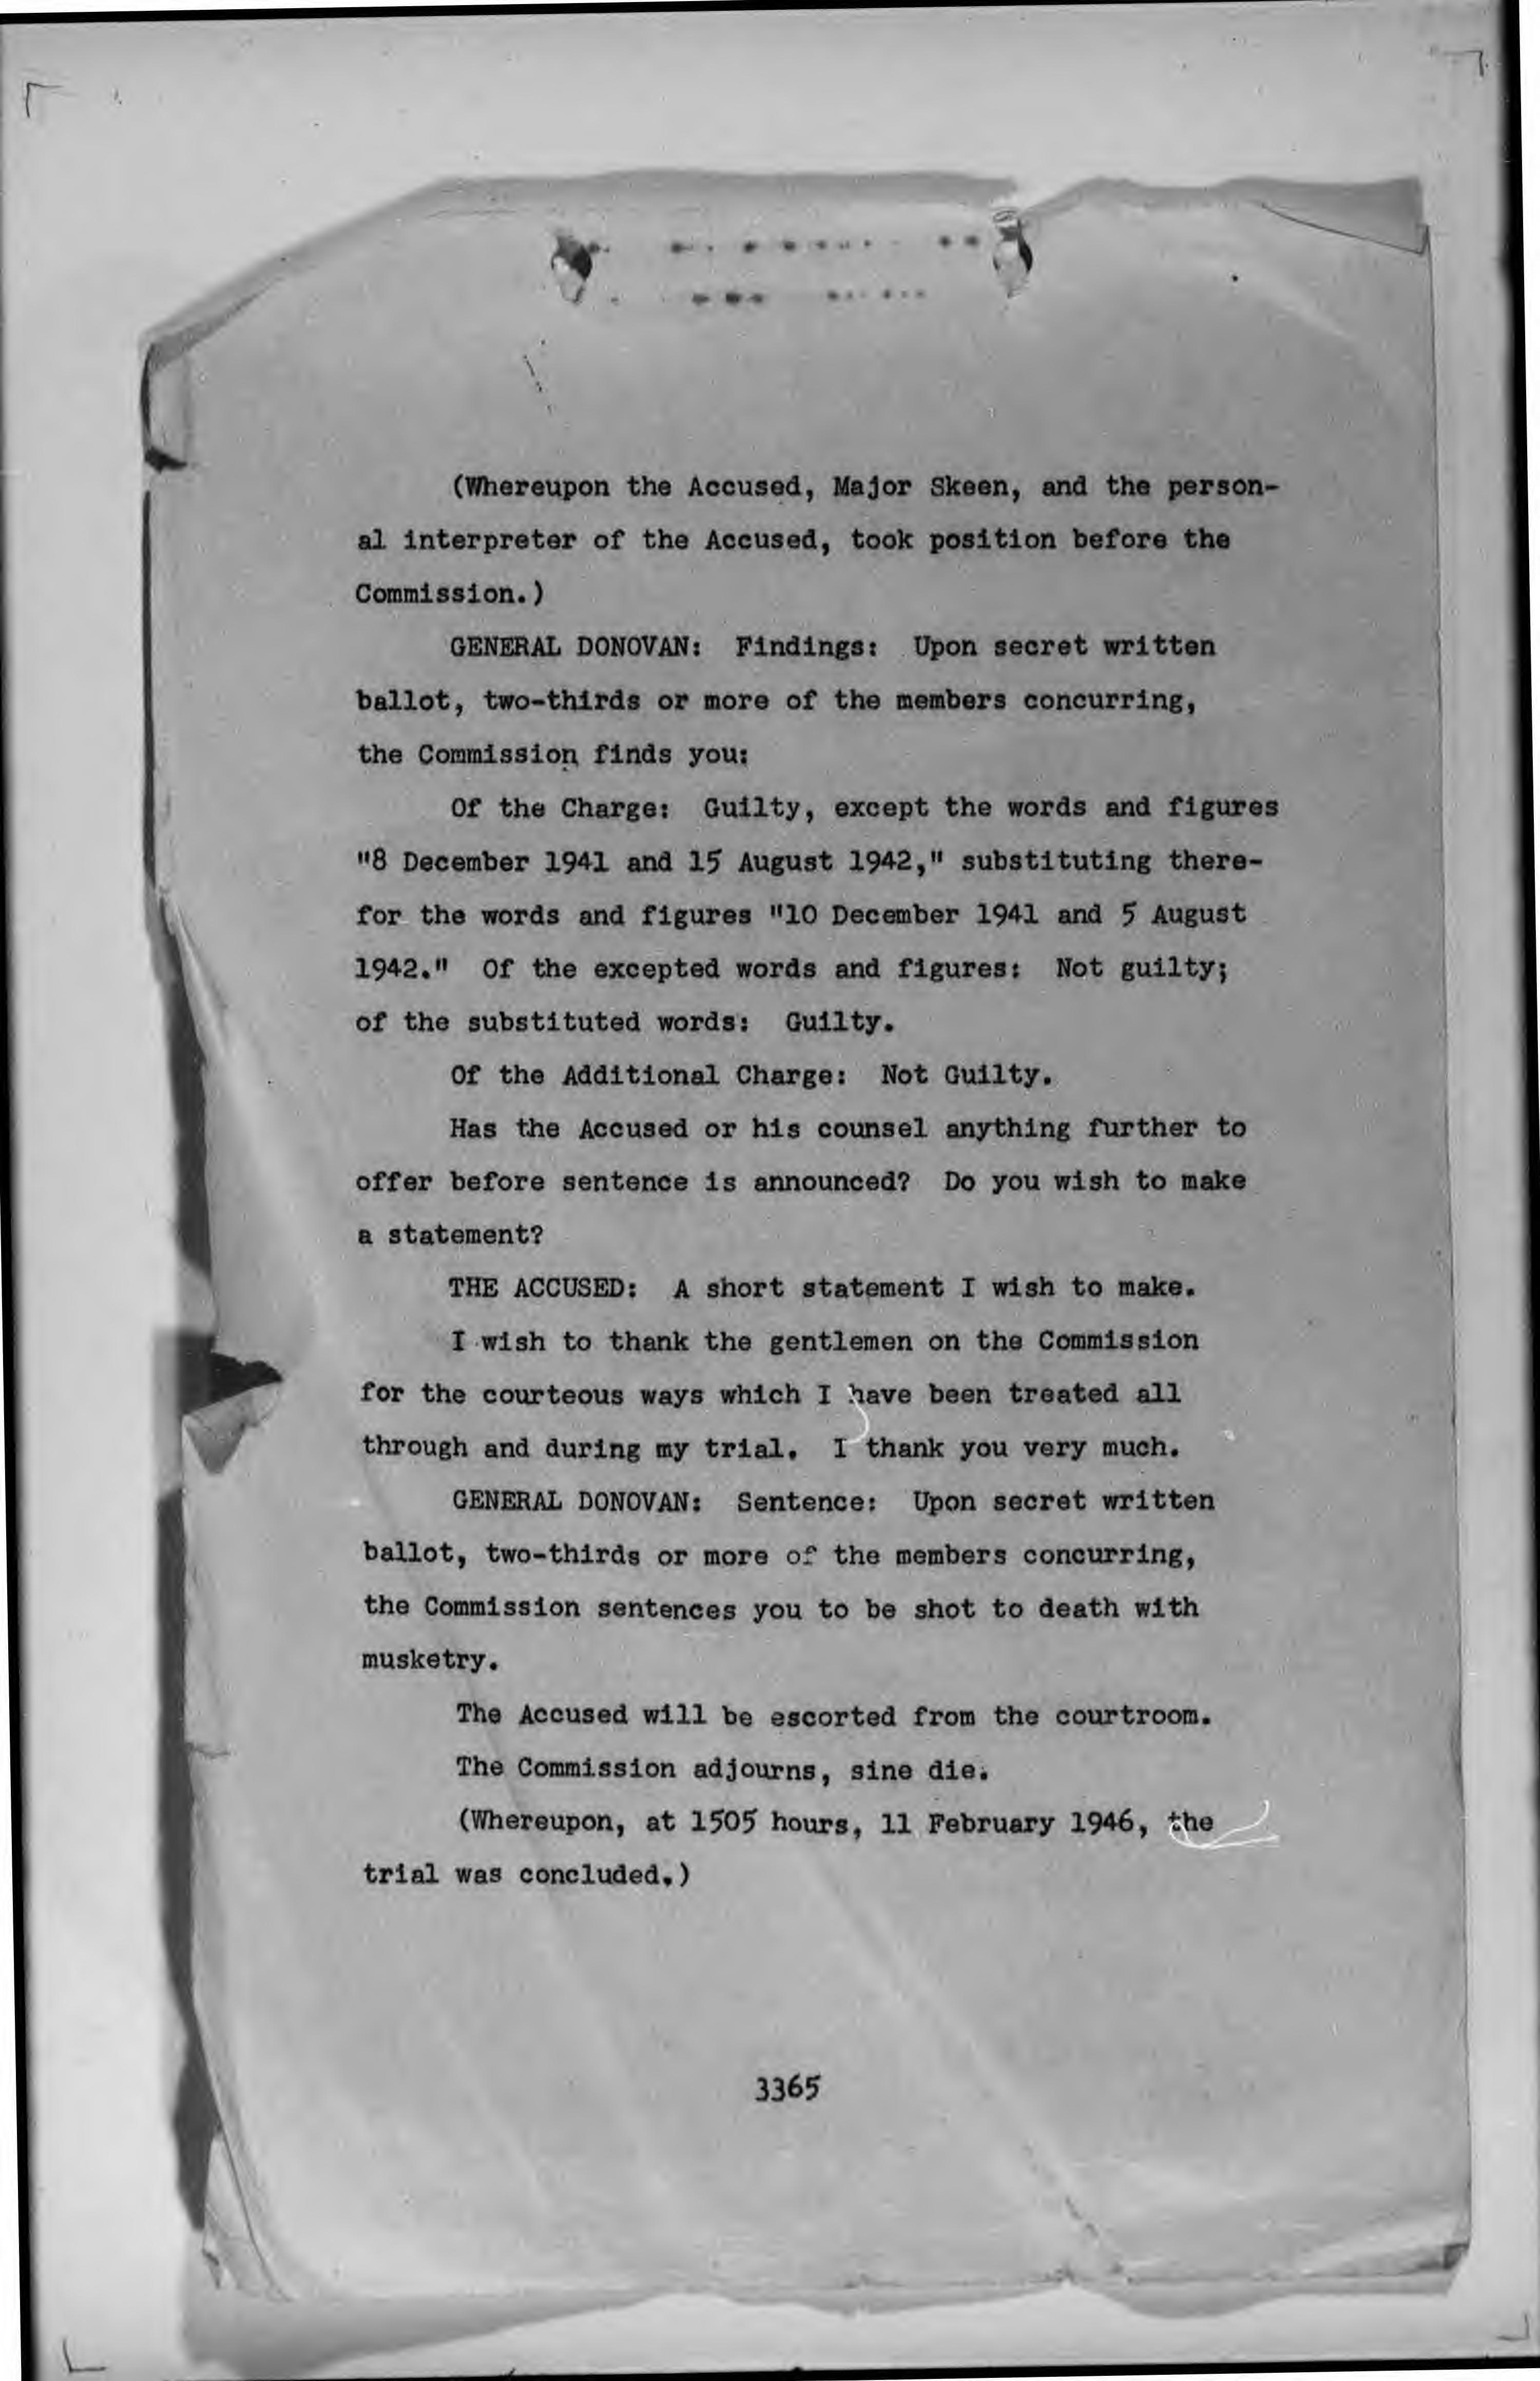 (Whereupon the Accused, Major Skeen, and the person-
al interpreter of the Accused, took position before the
Commission.)
GENERAL DONOVAN: Findings: Upon secret written
ballot, two-thirds or more of the members concurring,
the Commission finds you:
Of the Charge: Guilty, except the words and figures
"8 December 1941 and 15 August 1942," substituting there-
for the words and figures "10 December 1941 and 5 August
1942." Of the excepted words and figures: Not guilty;
of the substituted words: Guilty.
Of the Additional Charge: Not Guilty.
Has the Accused or his counsel anything further to
offer before sentence is announced? Do you wish to make
a statement?
THE ACCUSED: A short statement I wish to make.
I wish to thank the gentlemen on the Commission
for the courteous ways which I have been treated all
through and during my trial. I thank you very much.
GENERAL DONOVAN: Sentence: Upon secret written
ballot, two-thirds or more of the members concurring,
the Commission sentences you to be shot to death with
musketry.
The Accused will be escorted from the courtroom.
The Commission adjourns, sine die.
(Whereupon, at 1505 hours, 11 February 1946, the
trial was concluded.)
3365